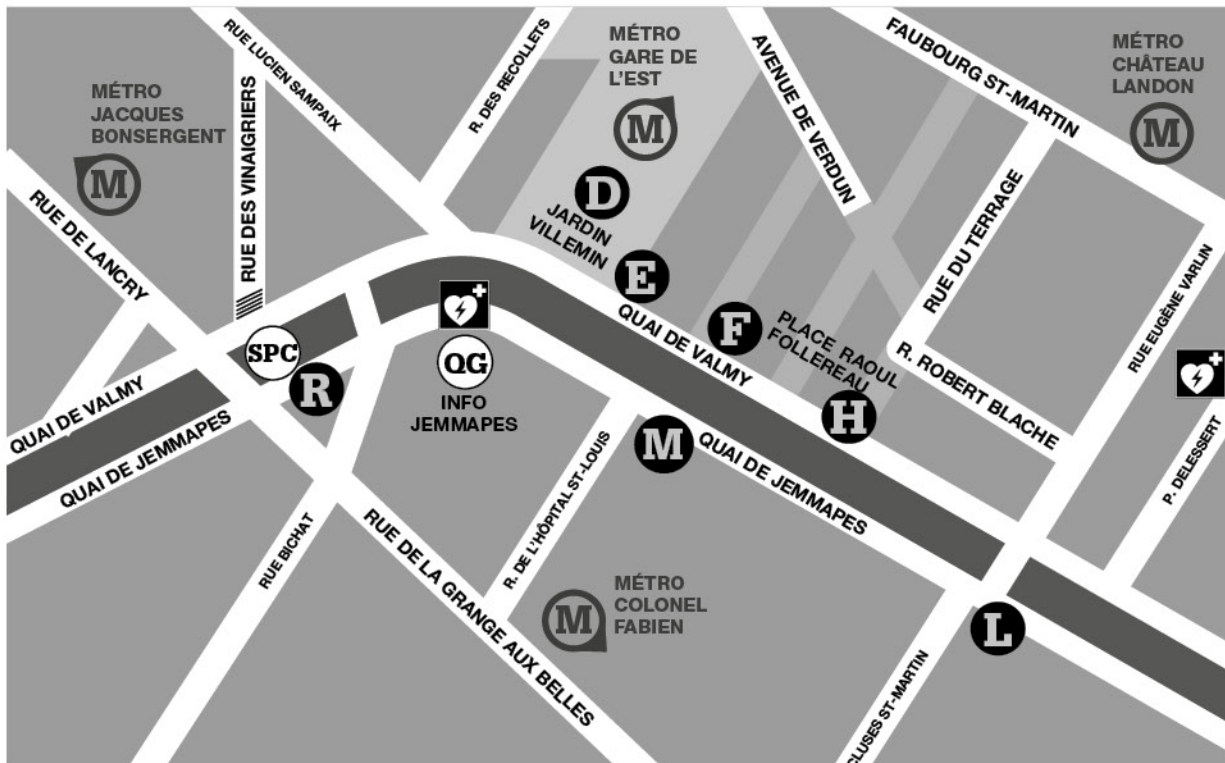 RUE LUCIEN SAMPAIX
R. DES RECOLLETS
MÉTRO
GARE DE
L'EST
M
AVENUE DE VERDUN
FAUBOURG ST-MARTIN
MÉTRO
CHÂTEAU
LANDON
M
MÉTRO
JACQUES
BONSERGENT
M
RUE DES VINAIGRIERS
RUE DE LANCRY
D
JARDIN
VILLEMIN
E
RUE DU TERRAGE
RUE EUGÈNE VARLIN
QUAI DE VALMY
F
PLACE RAOUL
FOLLEREAU
R. ROBERT BLACHE
H
SPC
R
QG
INFO
JEMMAPES
QUAI DE VALMY
QUAI DE JEMMAPES
M
QUAI DE JEMMAPES
P. DELESSERT
RUE BICHAT
R. DE L'HÔPITAL ST-LOUIS
RUE DE LA GRANGE AUX BELLES
MÉTRO
COLONEL
FABIEN
M
L
CLUSES ST-MARTIN